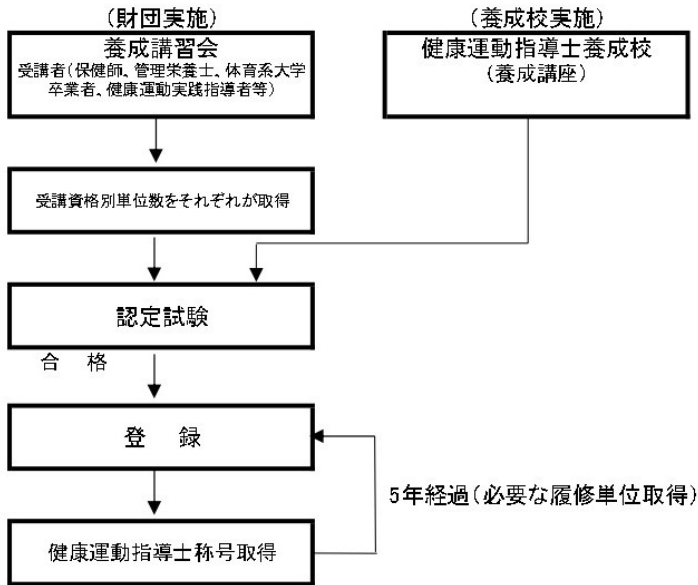 (財団実施)
養成講習会
受講者(保健師、管理栄養士、体育系大学
卒業者、健康運動実践指導者等)
(養成校実施)
健康運動指導士養成校
(養成講座)
受講資格別単位数をそれぞれが取得
認定試験
合 格
登 録
5年経過(必要な履修単位取得)
健康運動指導士称号取得